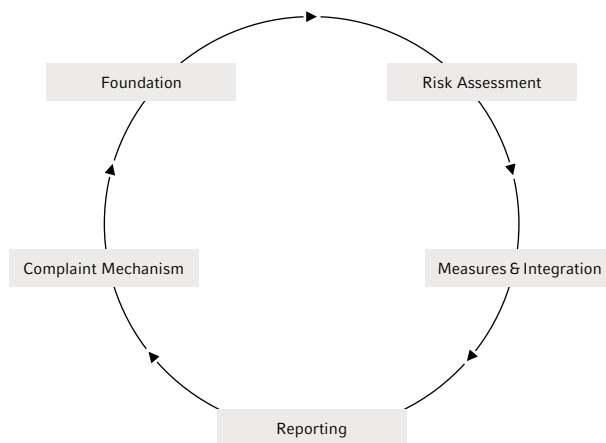 Foundation
Risk Assessment
Complaint Mechanism
Measures & Integration
Reporting